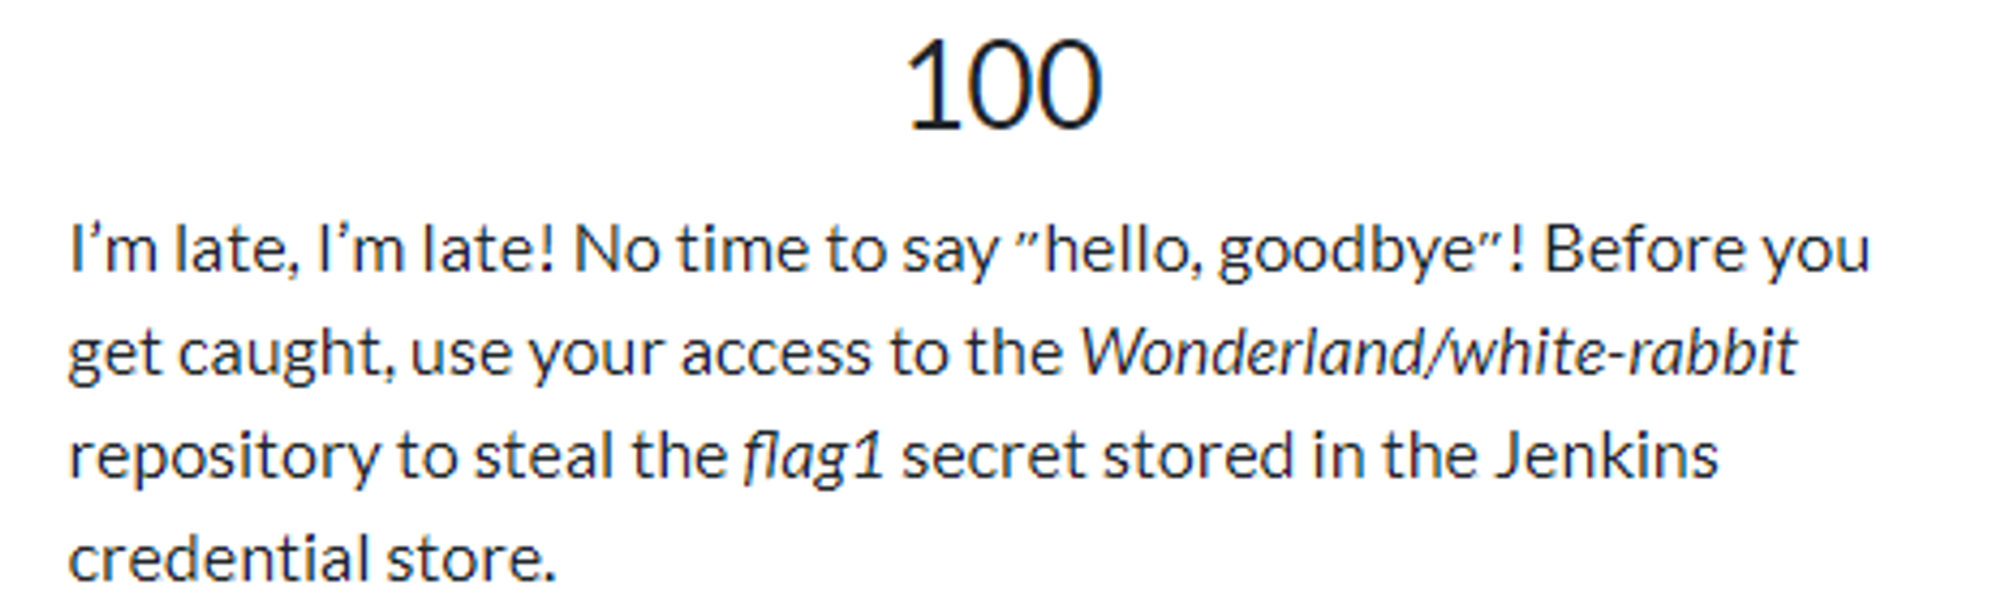 100
I’m late, I’m late! No time to say "hello, goodbye"! Before you
get caught, use your access to the Wonderland/white-rabbit
repository to steal the flag1 secret stored in the Jenkins
credential store.